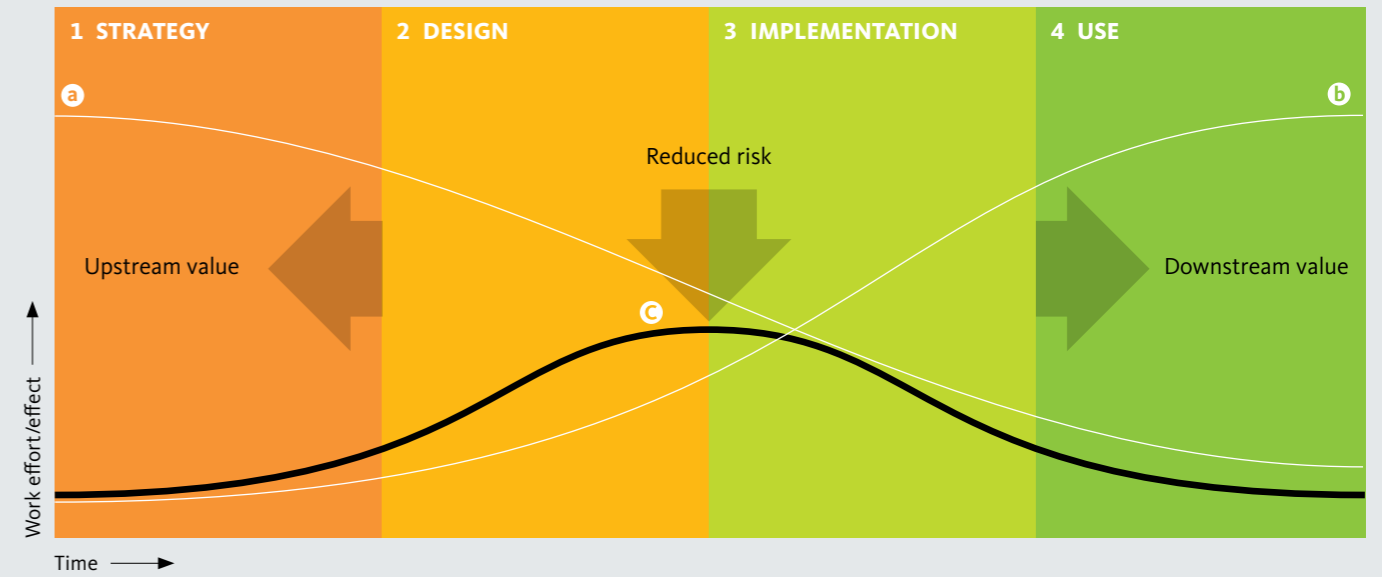 1 STRATEGY
2 DESIGN
3 IMPLEMENTATION
4 USE
a
b
Reduced risk
Upstream value
Downstream value
c
Work effort/effect
Time